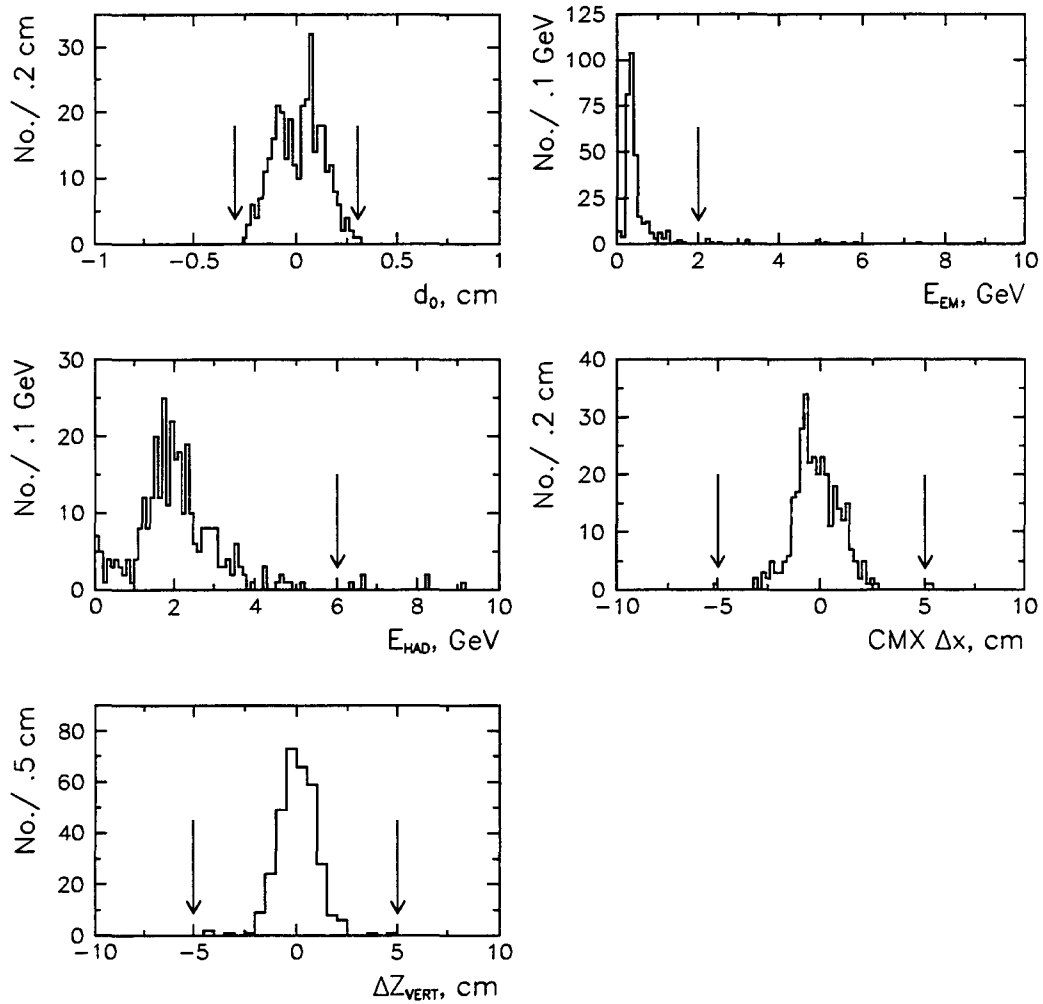 No./ .2 cm
30
20
10
0
−1 −0.5 0 0.5 1
d₀, cm
No./ .1 GeV
125
100
75
50
25
0
0 2 4 6 8 10
E_EM, GeV
No./ .1 GeV
30
20
10
0
0 2 4 6 8 10
E_HAD, GeV
No./ .2 cm
40
30
20
10
0
−10 −5 0 5 10
CMX Δx, cm
No./ .5 cm
80
60
40
20
0
−10 −5 0 5 10
ΔZ_VERT, cm